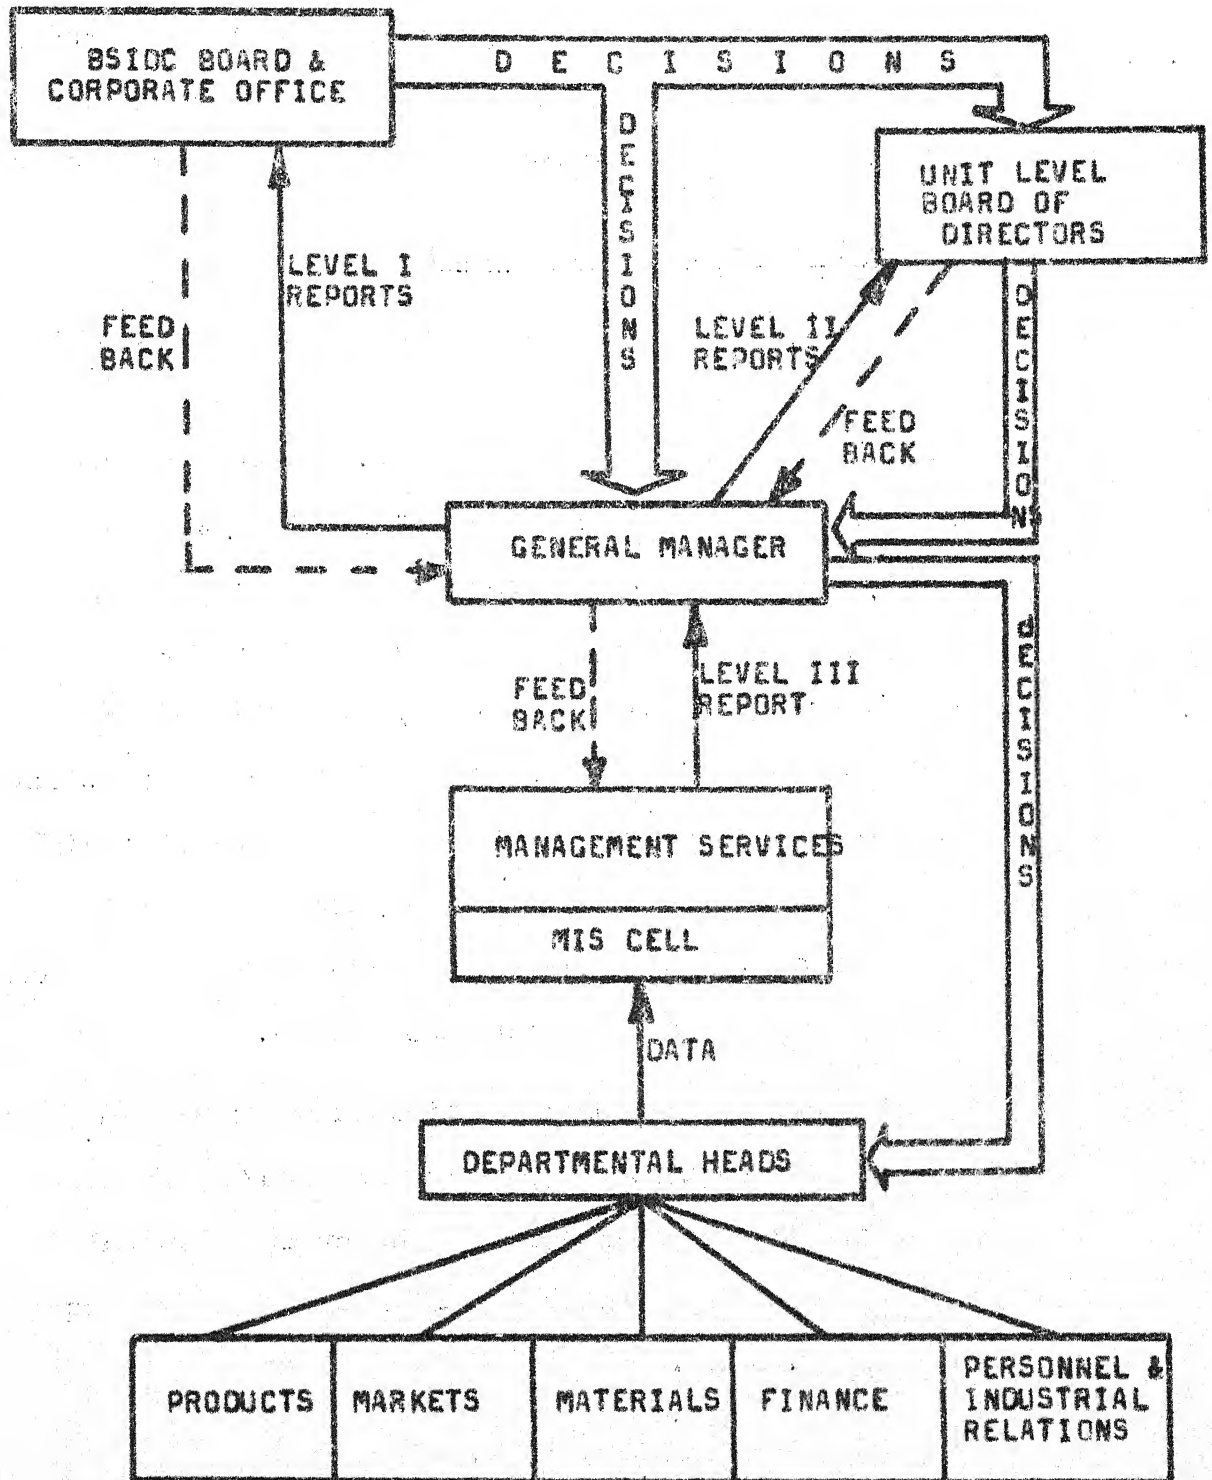 BSIDC BOARD &
CORPORATE OFFICE
DECISIONS
DECISIONS
UNIT LEVEL
BOARD OF
DIRECTORS
LEVEL I
REPORTS
FEED
BACK
LEVEL II
REPORTS
FEED
BACK
DECISIONS
GENERAL MANAGER
dECISIONS
FEED
BACK
LEVEL III
REPORT
MANAGEMENT SERVICES
MIS CELL
DATA
DEPARTMENTAL HEADS
PRODUCTS
MARKETS
MATERIALS
FINANCE
PERSONNEL &
INDUSTRIAL
RELATIONS